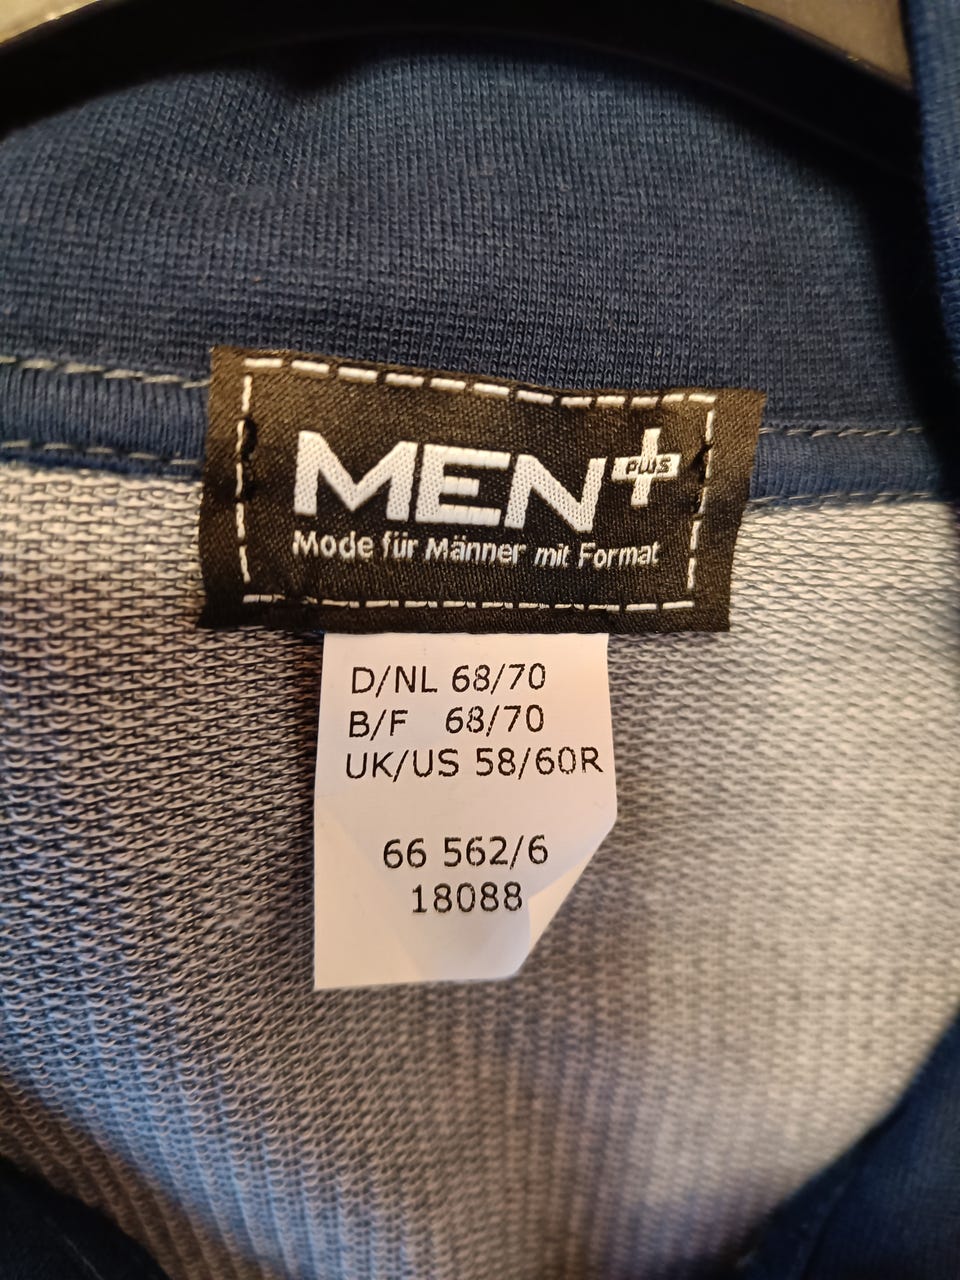 MEN+
PLUS
Mode für Männer mit Format
D/NL 68/70
B/F 68/70
UK/US 58/60R
66 562/6
18088